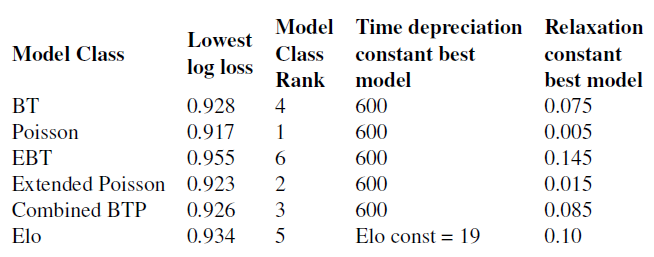 Model Class Lowest log loss Model Class Rank Time depreciation constant best model Relaxation constant best model
BT 0.928 4 600 0.075
Poisson 0.917 1 600 0.005
EBT 0.955 6 600 0.145
Extended Poisson 0.923 2 600 0.015
Combined BTP 0.926 3 600 0.085
Elo 0.934 5 Elo const = 19 0.10